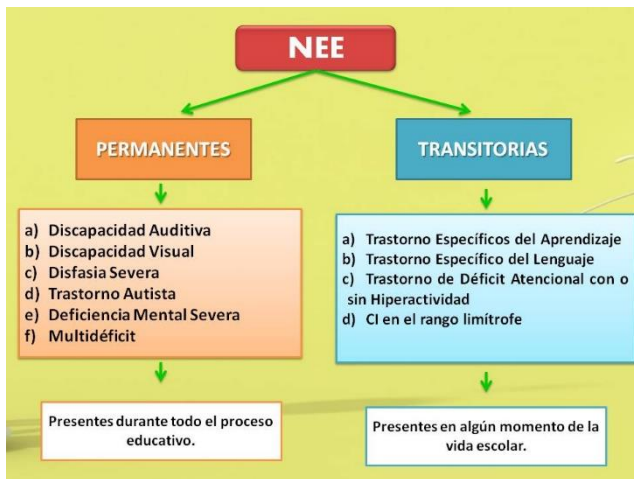 NEE
PERMANENTES
TRANSITORIAS
a) Discapacidad Auditiva
b) Discapacidad Visual
c) Disfasia Severa
d) Trastorno Autista
e) Deficiencia Mental Severa
f) Multidéficit
a) Trastorno Específicos del Aprendizaje
b) Trastorno Específico del Lenguaje
c) Trastorno de Déficit Atencional con o
sin Hiperactividad
d) CI en el rango limítrofe
Presentes durante todo el proceso
educativo.
Presentes en algún momento de la
vida escolar.